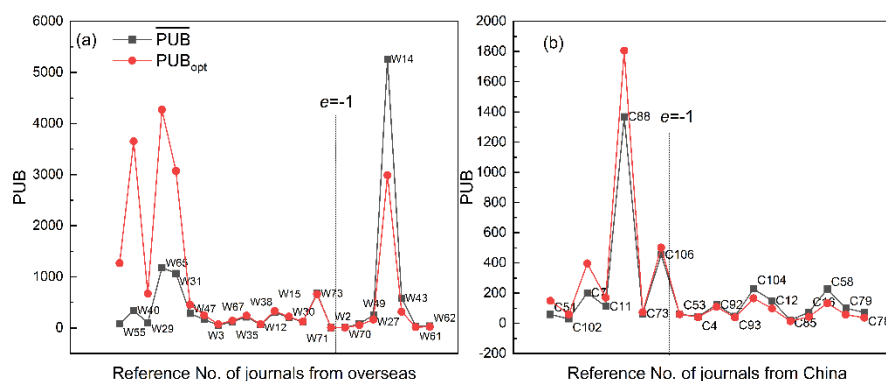 (a)
PUB
PUBopt
e=-1
6000
5000
4000
3000
2000
1000
0
PUB
W55
W40
W29
W65
W31
W47
W3
W67
W35
W38
W12
W15
W30
W73
W71
W2
W70
W49
W27
W14
W43
W61
W62
Reference No. of journals from overseas
(b)
e=-1
2000
1800
1600
1400
1200
1000
800
600
400
200
0
-200
PUB
C51
C102
C7
C11
C88
C73
C106
C53
C4
C92
C93
C104
C12
C85
C58
C79
Reference No. of journals from China